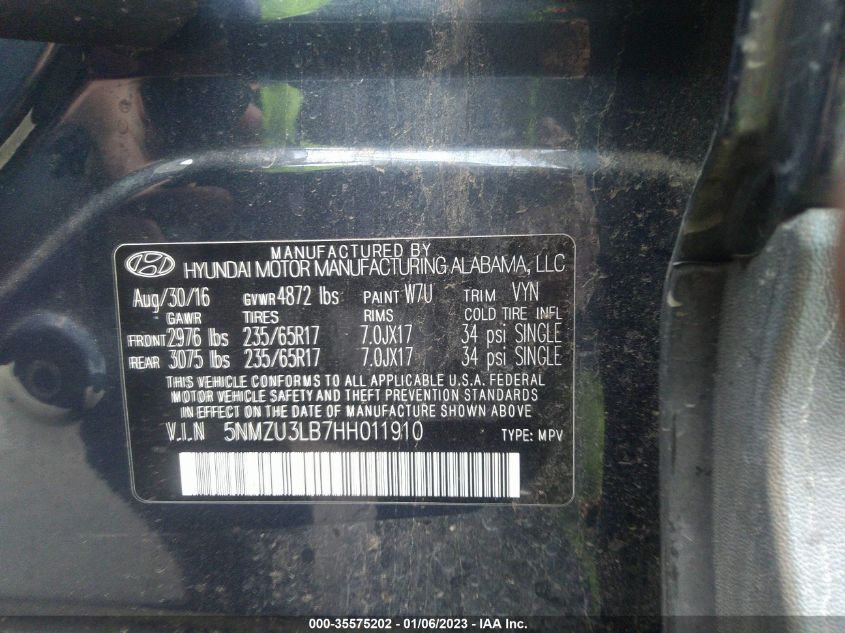 MANUFACTURED BY
HYUNDAI MOTOR MANUFACTURING ALABAMA, LLC
Aug/30/16 GVWR 4872 lbs PAINT W7U TRIM VYN
GAWR TIRES RIMS COLD TIRE INFL
FRONT 2976 lbs 235/65R17 7.0JX17 34 psi SINGLE
REAR 3075 lbs 235/65R17 7.0JX17 34 psi SINGLE
THIS VEHICLE CONFORMS TO ALL APPLICABLE U.S.A. FEDERAL
MOTOR VEHICLE SAFETY AND THEFT PREVENTION STANDARDS
IN EFFECT ON THE DATE OF MANUFACTURE SHOWN ABOVE
V.I.N 5NMZU3LB7HH011910 TYPE: MPV
000-35575202 - 01/06/2023 - IAA Inc.